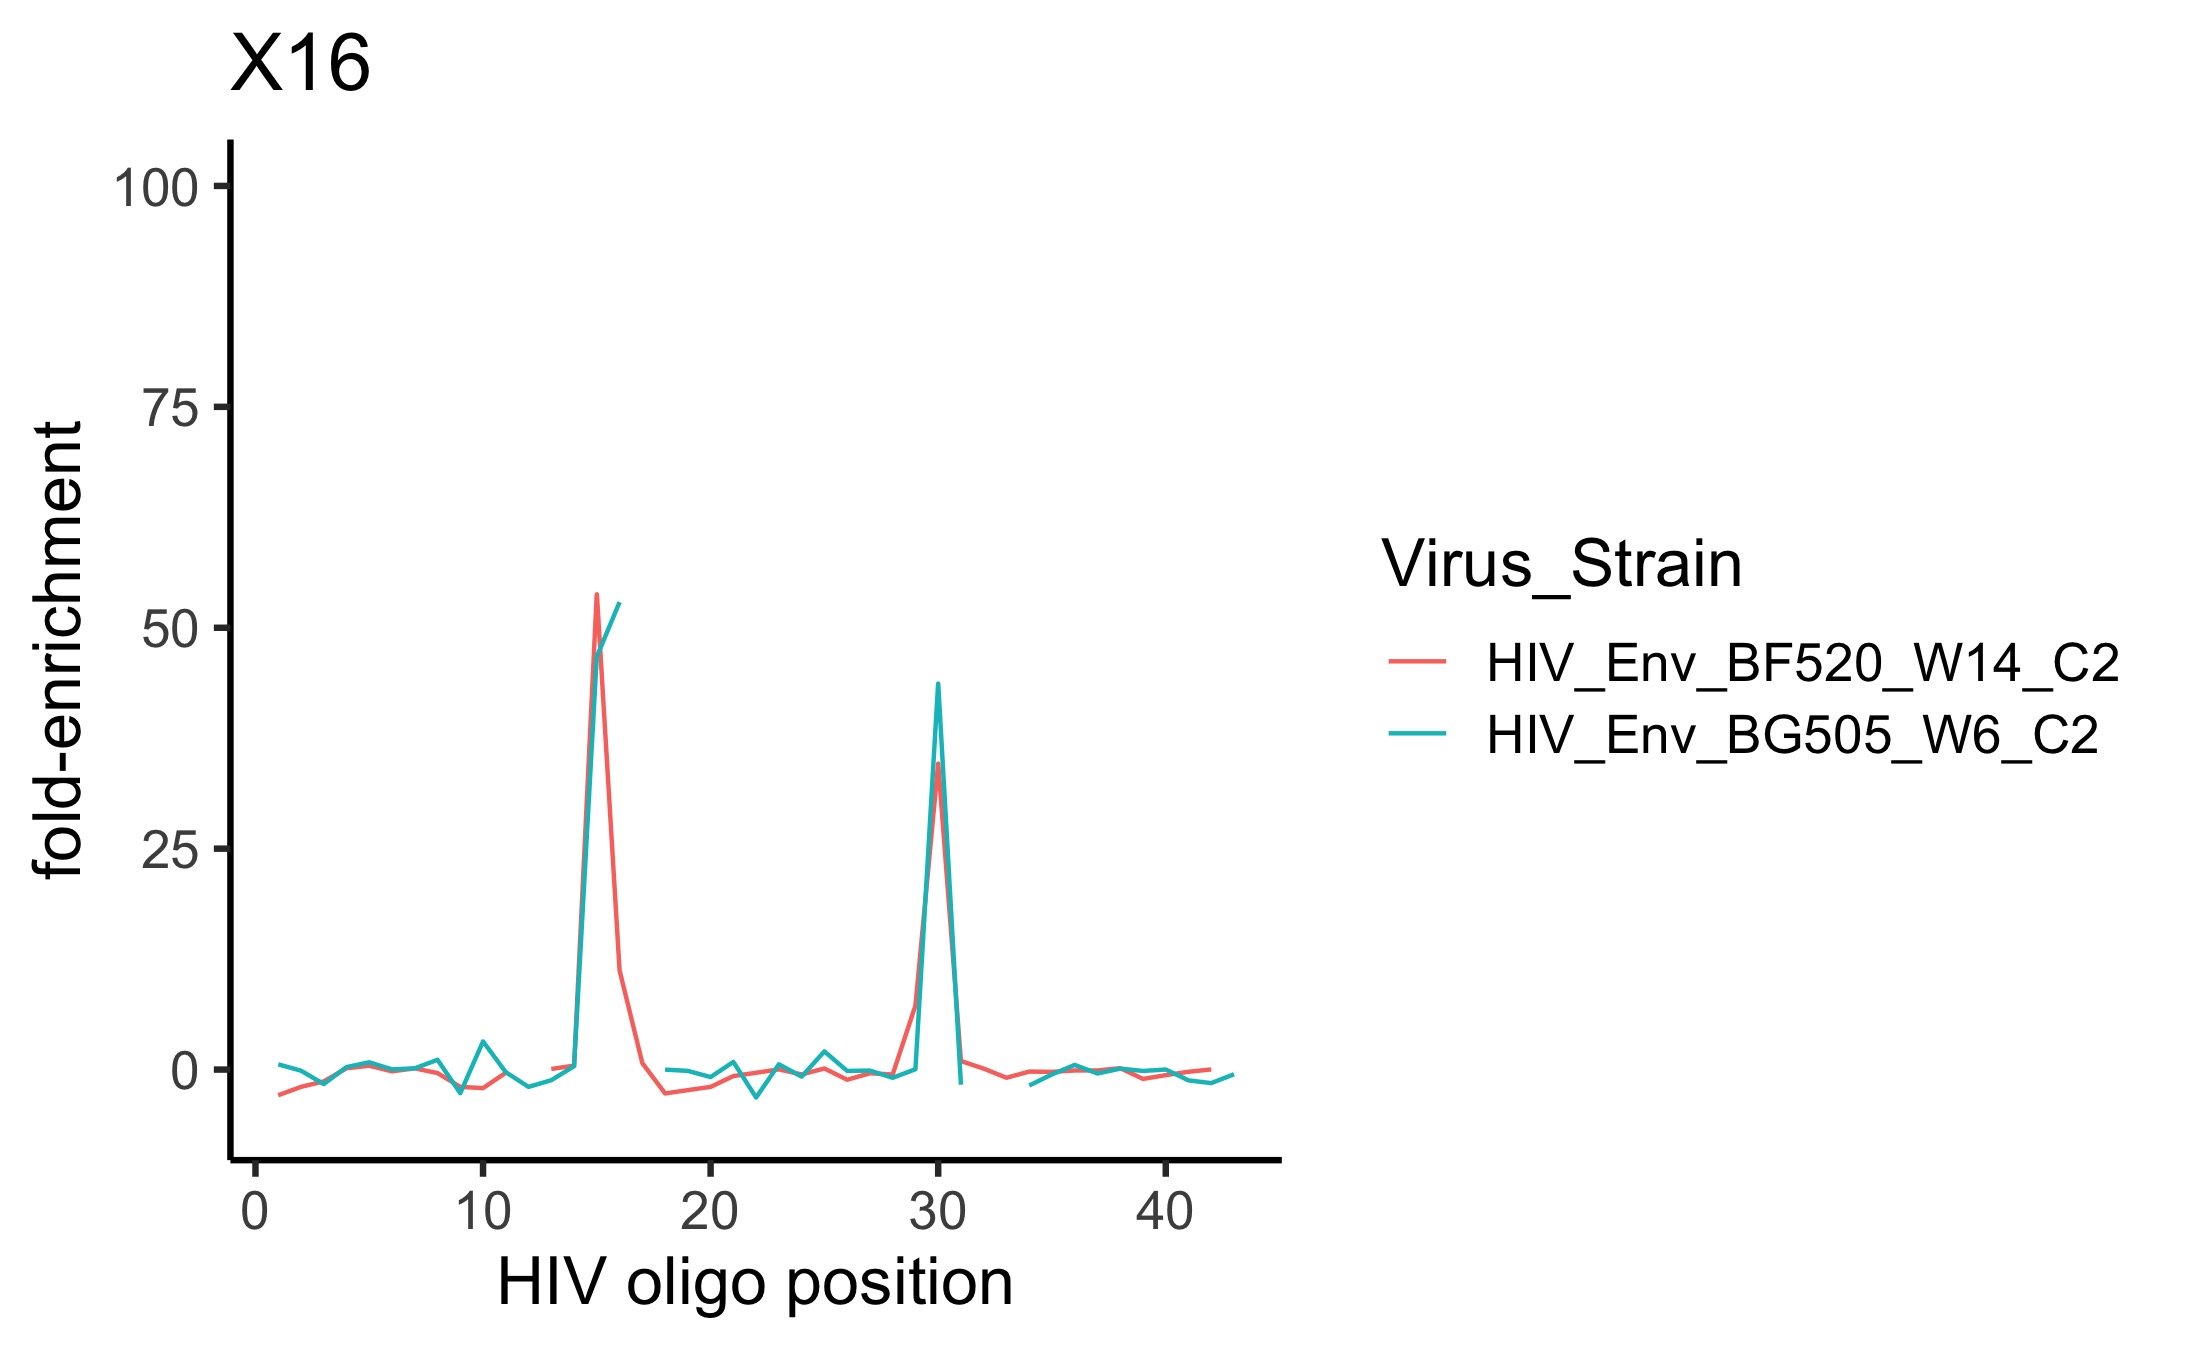 X16
100
75
50
25
0
fold-enrichment
0 10 20 30 40
HIV oligo position
Virus_Strain
HIV_Env_BF520_W14_C2
HIV_Env_BG505_W6_C2